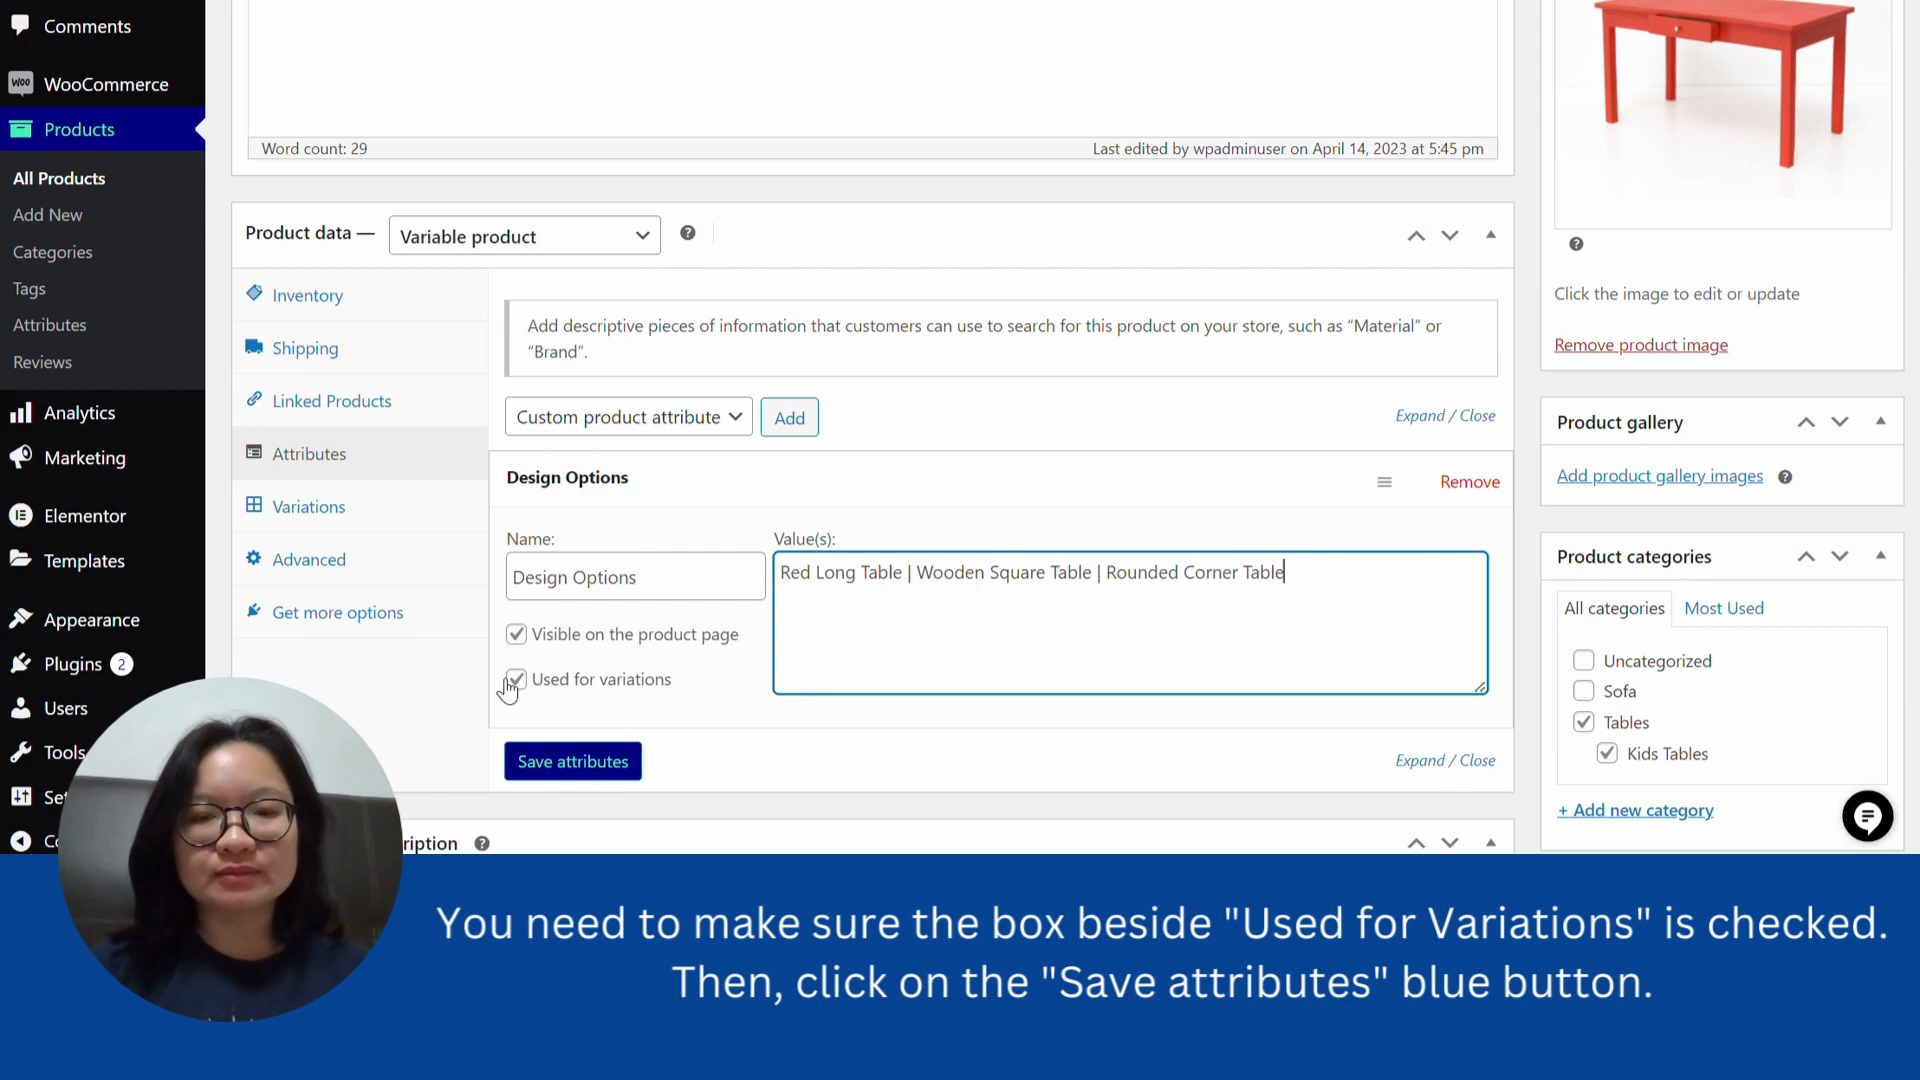 Comments
WooCommerce
Products
All Products
Add New
Categories
Tags
Attributes
Reviews
Analytics
Marketing
Elementor
Templates
Appearance
Plugins 2
Users
Tools
Word count: 29
Last edited by wpadminuser on April 14, 2023 at 5:45 pm
Product data —
Variable product
Inventory
Shipping
Linked Products
Attributes
Variations
Advanced
Get more options
Add descriptive pieces of information that customers can use to search for this product on your store, such as “Material” or
“Brand”.
Custom product attribute
Add
Expand / Close
Design Options
Remove
Name:
Value(s):
Design Options
Red Long Table | Wooden Square Table | Rounded Corner Table
Visible on the product page
Used for variations
Save attributes
Expand / Close
ription
Click the image to edit or update
Remove product image
Product gallery
Add product gallery images
Product categories
All categories
Most Used
Uncategorized
Sofa
Tables
Kids Tables
+ Add new category
You need to make sure the box beside "Used for Variations" is checked.
Then, click on the "Save attributes" blue button.